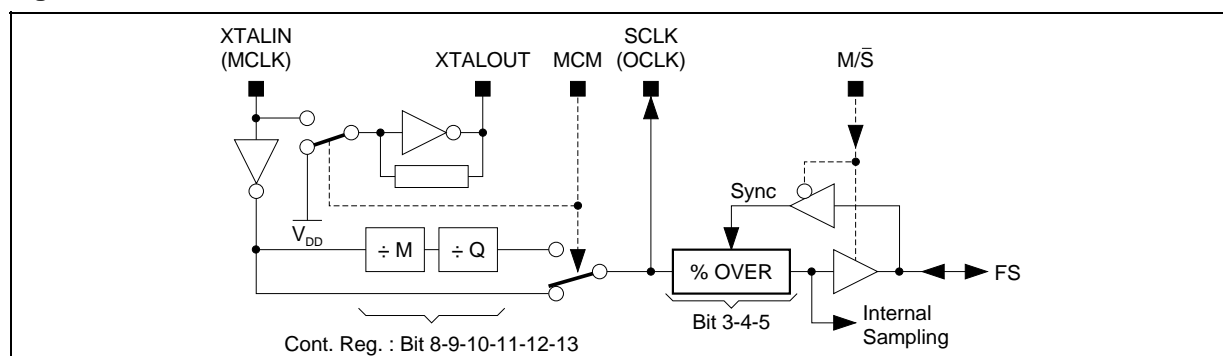 XTALIN
(MCLK)
XTALOUT
MCM
SCLK
(OCLK)
M/S̅
Sync
V_DD
÷ M
÷ Q
% OVER
FS
Bit 3-4-5
Internal
Sampling
Cont. Reg. : Bit 8-9-10-11-12-13